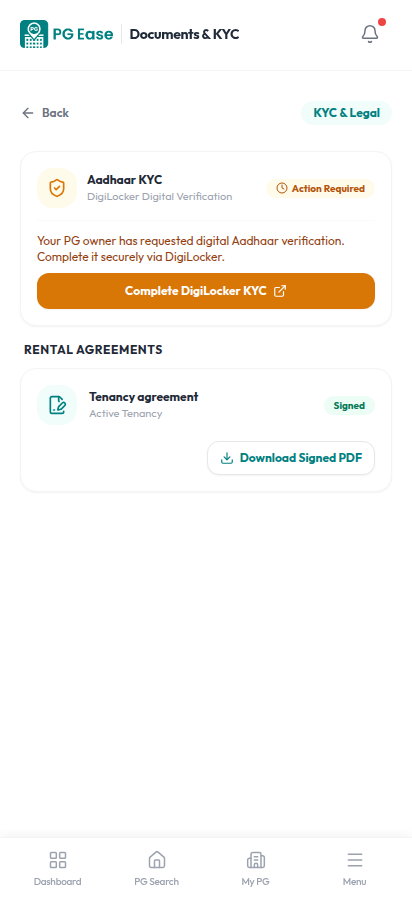 PG
PG Ease
Documents & KYC
Back
KYC & Legal
Aadhaar KYC
DigiLocker Digital Verification
Action Required
Your PG owner has requested digital Aadhaar verification.
Complete it securely via DigiLocker.
Complete DigiLocker KYC
RENTAL AGREEMENTS
Tenancy agreement
Active Tenancy
Signed
Download Signed PDF
Dashboard
PG Search
My PG
Menu